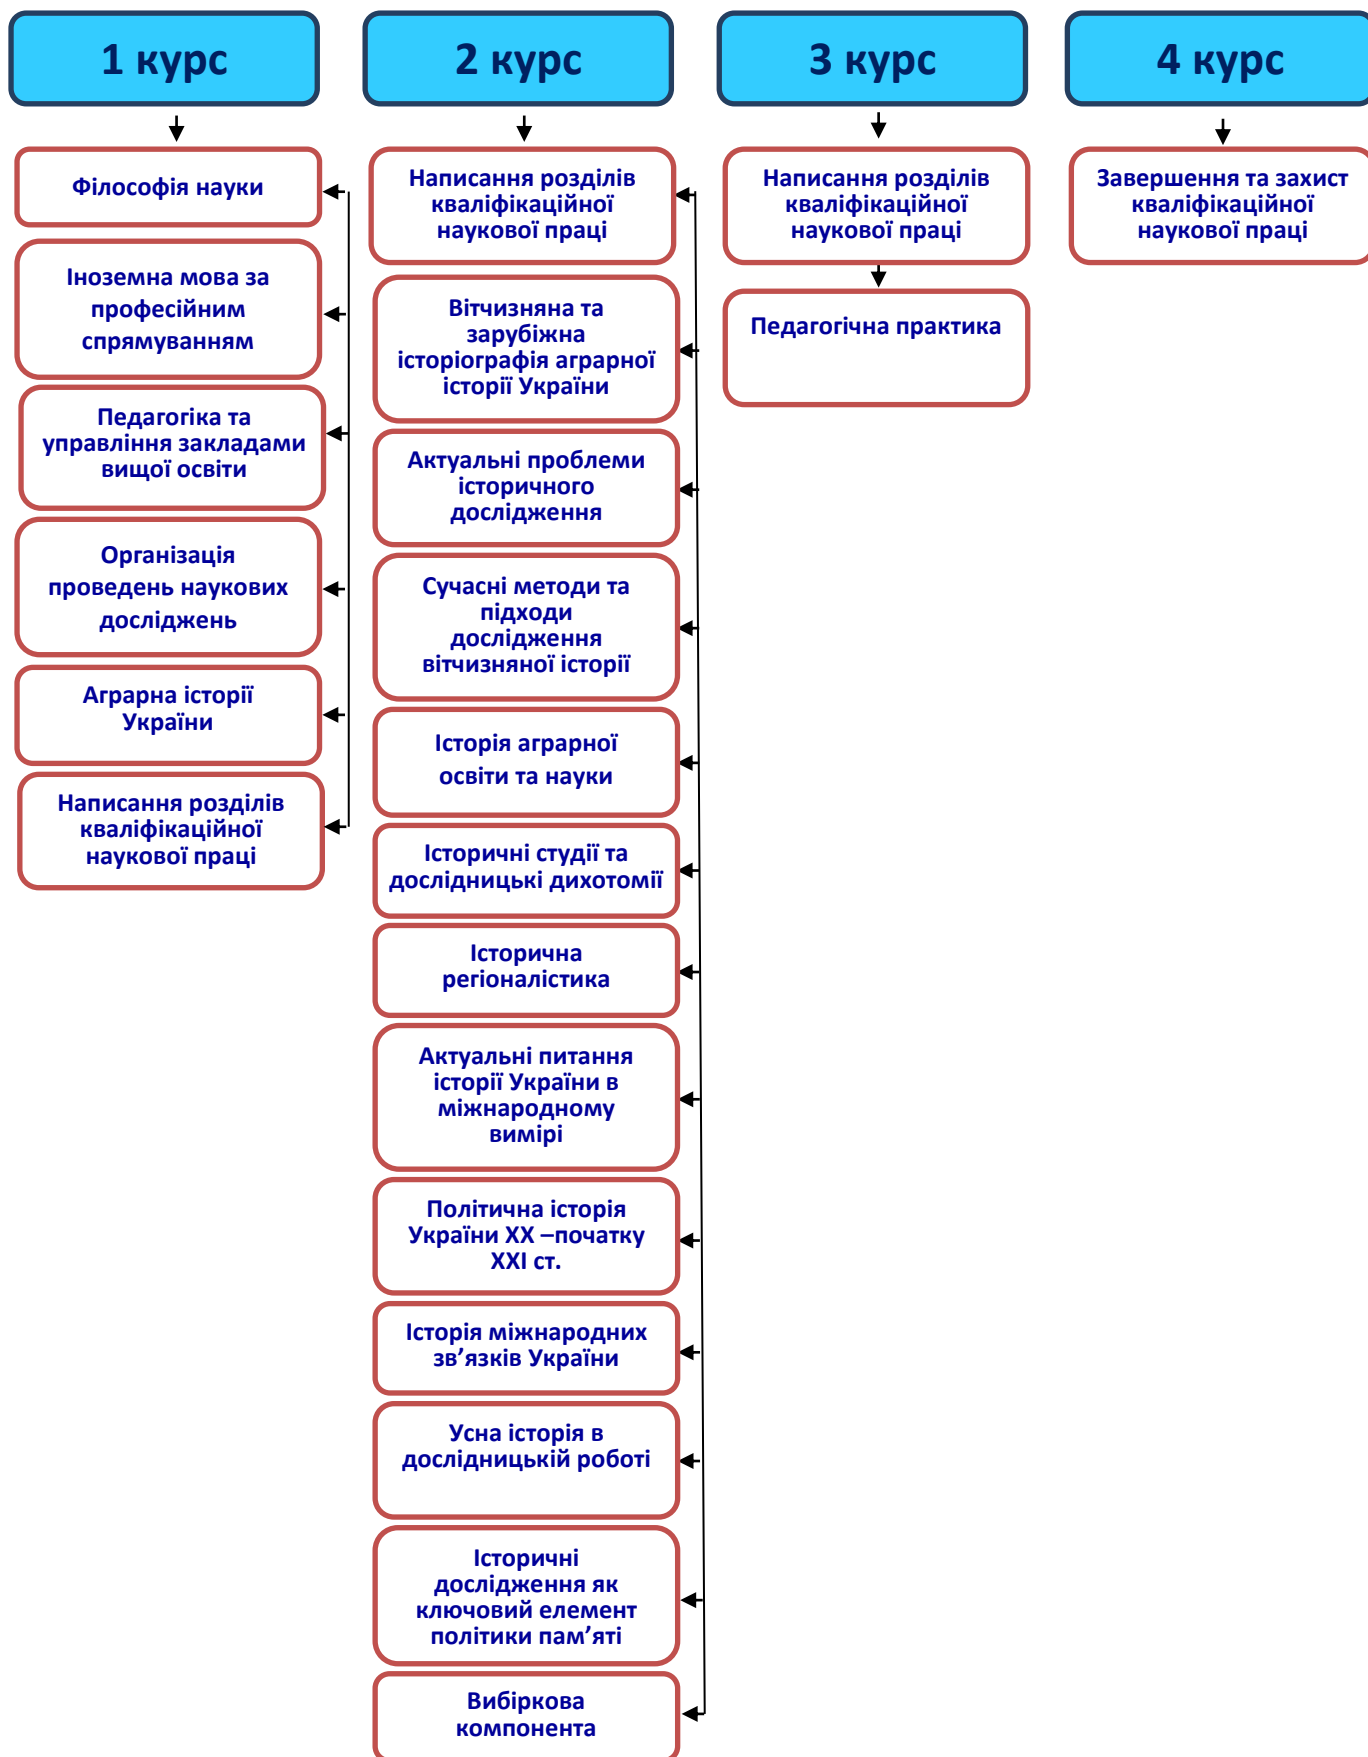 1 курс
2 курс
3 курс
4 курс
Філософія науки
Іноземна мова за
професійним
спрямуванням
Педагогіка та
управління закладами
вищої освіти
Організація
проведень наукових
досліджень
Аграрна історії
України
Написання розділів
кваліфікаційної
наукової праці
Написання розділів
кваліфікаційної
наукової праці
Вітчизняна та
зарубіжна
історіографія аграрної
історії України
Актуальні проблеми
історичного
дослідження
Сучасні методи та
підходи
дослідження
вітчизняної історії
Історія аграрної
освіти та науки
Історичні студії та
дослідницькі дихотомії
Історична
регіоналістика
Актуальні питання
історії України в
міжнародному
вимірі
Політична історія
України ХХ –початку
ХХІ ст.
Історія міжнародних
зв’язків України
Усна історія в
дослідницькій роботі
Історичні
дослідження як
ключовий елемент
політики пам’яті
Вибіркова
компонента
Написання розділів
кваліфікаційної
наукової праці
Педагогічна практика
Завершення та захист
кваліфікаційної
наукової праці